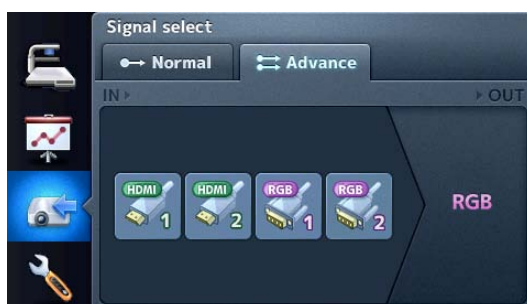 Signal select
Normal
Advance
IN
OUT
HDMI 1
HDMI 2
RGB 1
RGB 2
RGB